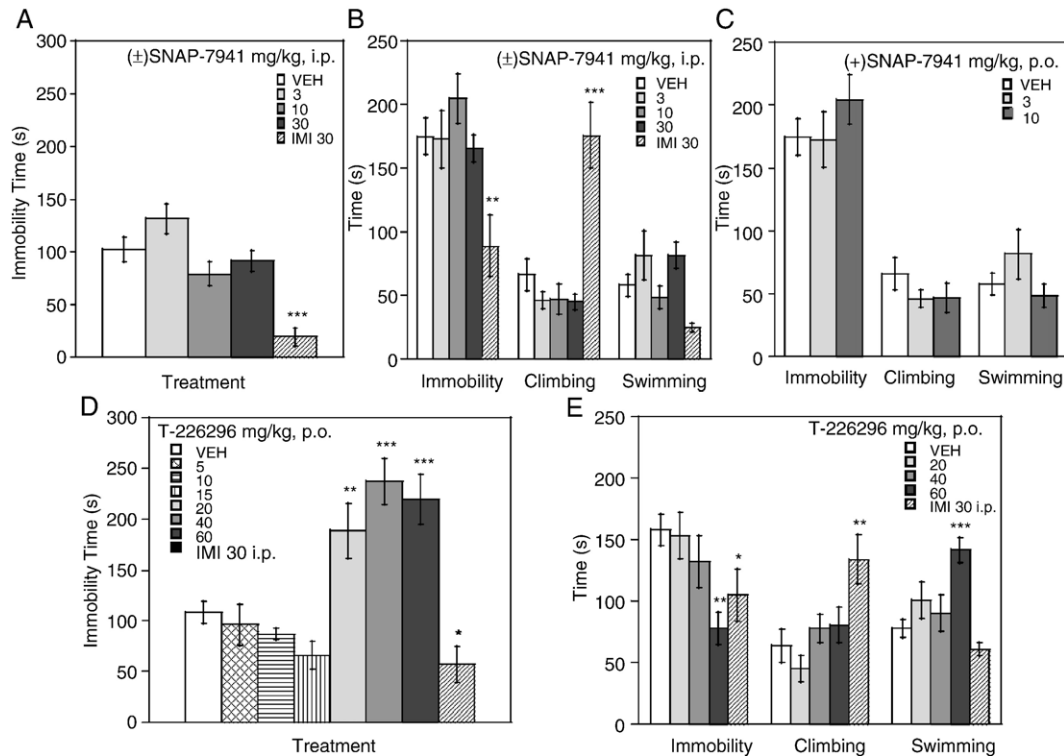 A
300
250
200
150
100
50
0
Immobility Time (s)
(±)SNAP-7941 mg/kg, i.p.
VEH
3
10
30
IMI 30
***
Treatment
B
250
200
150
100
50
0
Time (s)
(±)SNAP-7941 mg/kg, i.p.
VEH
3
10
30
IMI 30
**
***
Immobility Climbing Swimming
C
250
200
150
100
50
0
Time (s)
(+)SNAP-7941 mg/kg, p.o.
VEH
3
10
Immobility Climbing Swimming
D
300
250
200
150
100
50
0
Immobility Time (s)
T-226296 mg/kg, p.o.
VEH
5
10
15
20
40
60
IMI 30 i.p.
**
***
***
*
Treatment
E
200
150
100
50
0
Time (s)
T-226296 mg/kg, p.o.
VEH
20
40
60
IMI 30 i.p.
**
*
**
***
Immobility Climbing Swimming